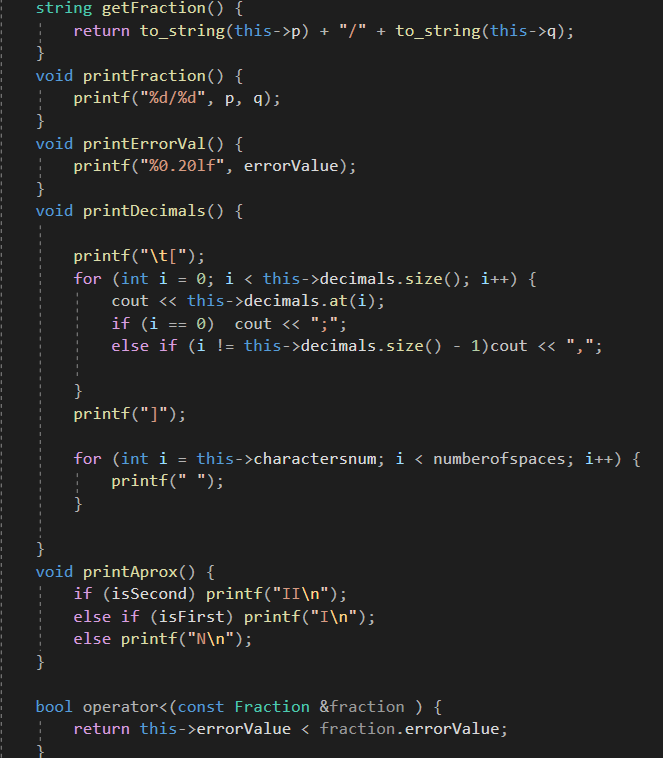 string getFraction() {
return to_string(this->p) + "/" + to_string(this->q);
}
void printFraction() {
printf("%d/%d", p, q);
}
void printErrorVal() {
printf("%0.20lf", errorValue);
}
void printDecimals() {
printf("\t[");
for (int i = 0; i < this->decimals.size(); i++) {
cout << this->decimals.at(i);
if (i == 0)  cout << ";";
else if (i != this->decimals.size() - 1)cout << ",";
}
printf("]");
for (int i = this->charactersnum; i < numberofspaces; i++) {
printf(" ");
}
}
void printAprox() {
if (isSecond) printf("II\n");
else if (isFirst) printf("I\n");
else printf("N\n");
}
bool operator<(const Fraction &fraction ) {
return this->errorValue < fraction.errorValue;
}